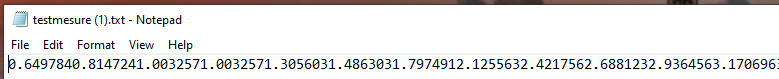 testmesure (1).txt - Notepad
File Edit Format View Help
0.6497840.8147241.0032571.0032571.3056031.4863031.7974912.1255632.4217562.6881232.9364563.170696